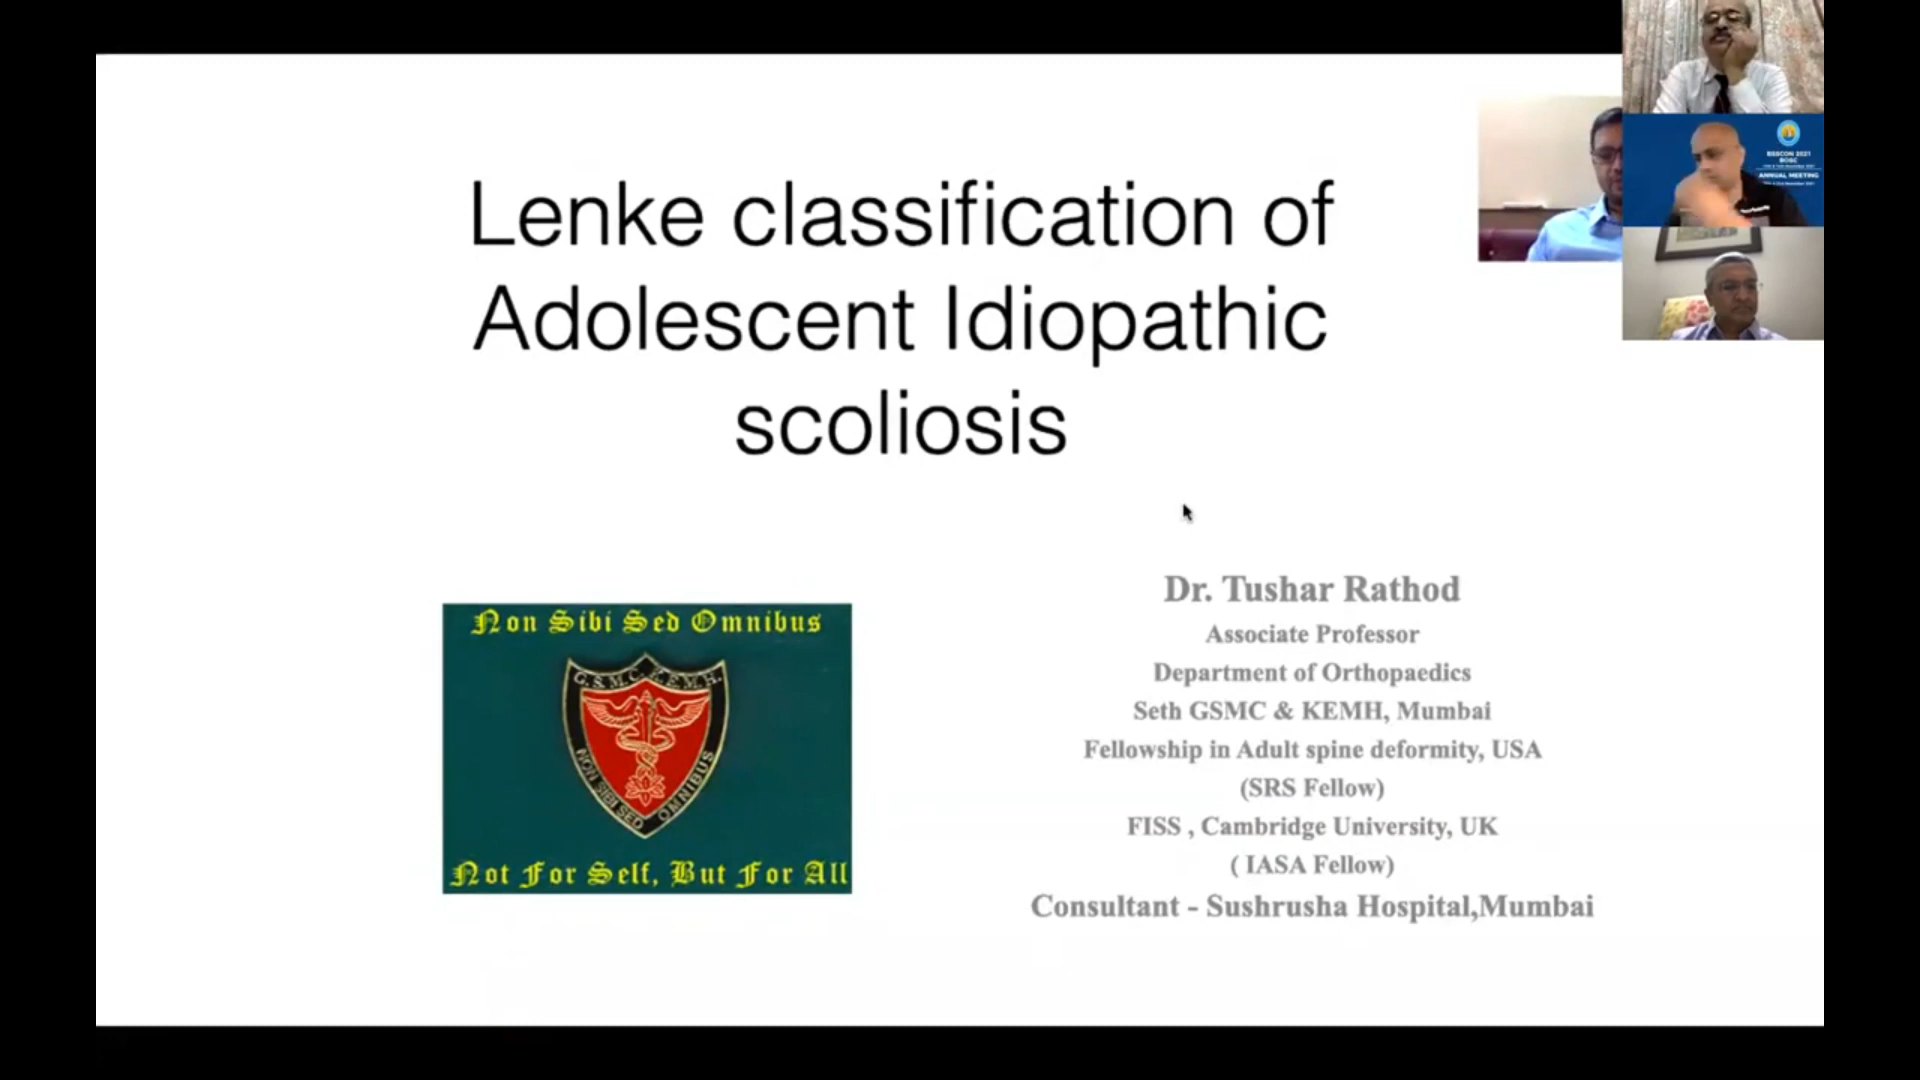 Lenke classification of
Adolescent Idiopathic
scoliosis
Non Sibi Sed Omnibus
G.S.M.C. K.E.M.H.
NON SIBI SED OMNIBUS
Not For Self, But For All
Dr. Tushar Rathod
Associate Professor
Department of Orthopaedics
Seth GSMC & KEMH, Mumbai
Fellowship in Adult spine deformity, USA
(SRS Fellow)
FISS , Cambridge University, UK
( IASA Fellow)
Consultant - Sushrusha Hospital,Mumbai
ANNUAL MEETING